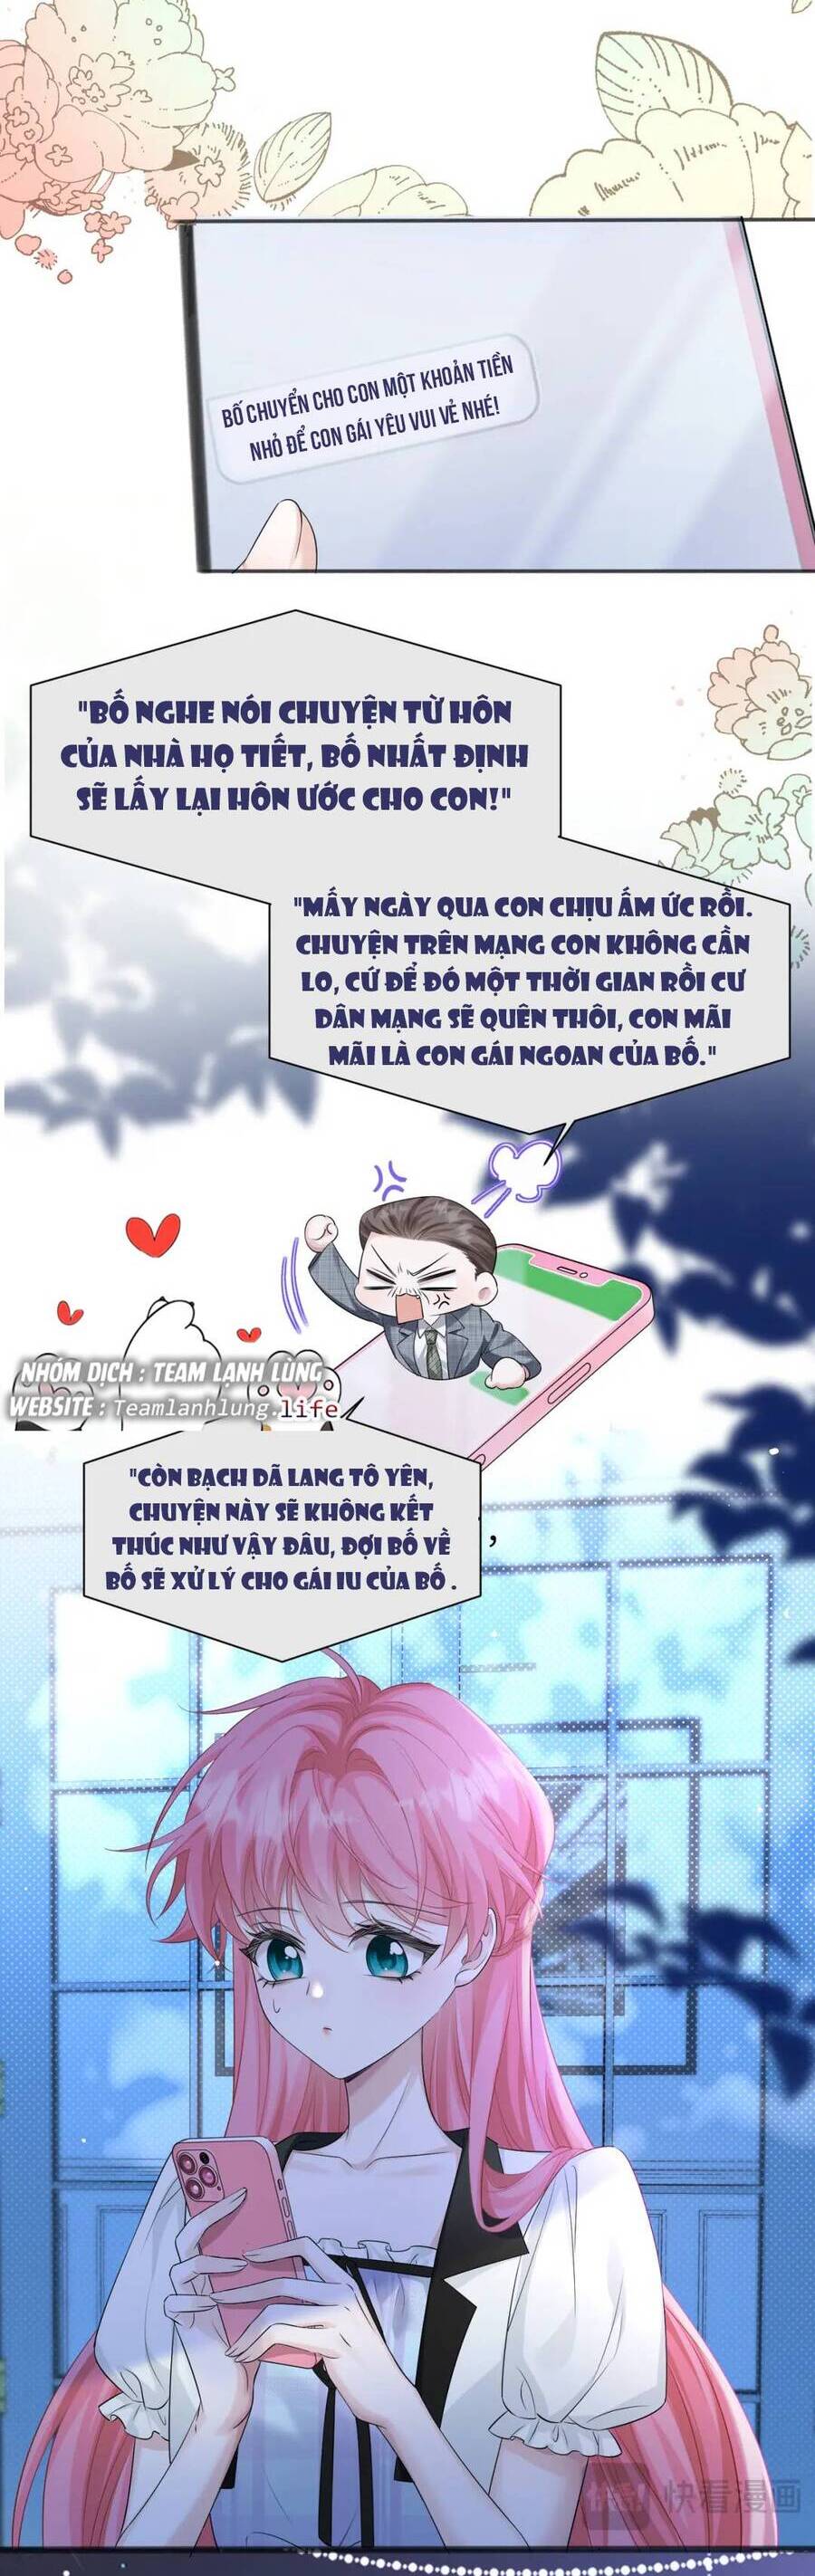 BỐ CHUYỂN CHO CON MỘT KHOẢN TIỀN
NHỎ ĐỂ CON GÁI YÊU VUI VẺ NHÉ!
"BỐ NGHE NÓI CHUYỆN TỪ HÔN
CỦA NHÀ HỌ TIẾT, BỐ NHẤT ĐỊNH
SẼ LẤY LẠI HÔN ƯỚC CHO CON!"
"MẤY NGÀY QUA CON CHỊU ẤM ỨC RỒI.
CHUYỆN TRÊN MẠNG CON KHÔNG CẦN
LO, CỨ ĐỂ ĐÓ MỘT THỜI GIAN RỒI CƯ
DÂN MẠNG SẼ QUÊN THÔI, CON MÃI
MÃI LÀ CON GÁI NGOAN CỦA BỐ."
NHÓM DỊCH : TEAM LẠNH LÙNG
WEBSITE : Teamlanhlung.life
"CÒN BẠCH DÃ LANG TÔ YÊN,
CHUYỆN NÀY SẼ KHÔNG KẾT
THÚC NHƯ VẬY ĐÂU, ĐỢI BỐ VỀ
BỐ SẼ XỬ LÝ CHO GÁI IU CỦA BỐ .
,
快看漫画